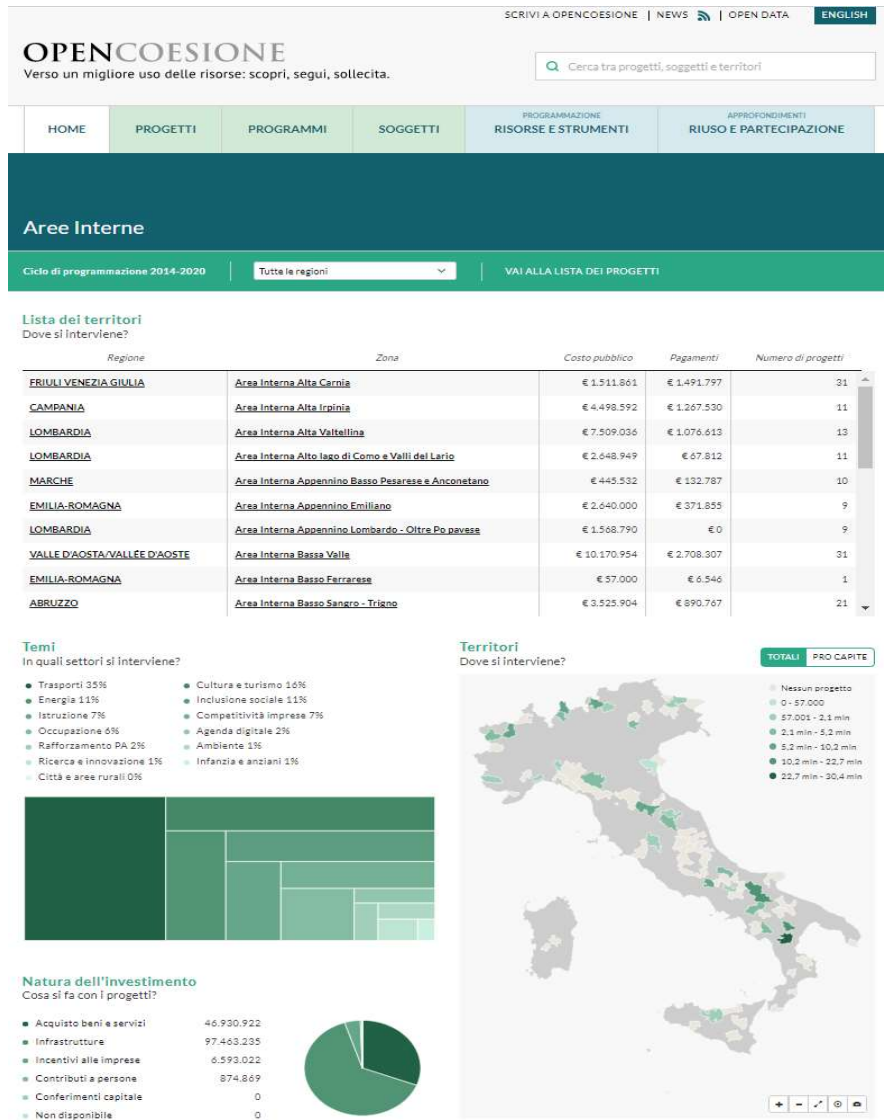 SCRIVI A OPENCOESIONE | NEWS | OPEN DATA ENGLISH
OPENCOESIONE
Verso un migliore uso delle risorse: scopri, segui, sollecita.
Cerca tra progetti, soggetti e territori
HOME PROGETTI PROGRAMMI SOGGETTI
PROGRAMMAZIONE
RISORSE E STRUMENTI
APPROFONDIMENTI
RIUSO E PARTECIPAZIONE
Aree Interne
Ciclo di programmazione 2014-2020 Tutte le regioni VAI ALLA LISTA DEI PROGETTI
Lista dei territori
Dove si interviene?
Regione Zona Costo pubblico Pagamenti Numero di progetti
FRIULI VENEZIA GIULIA Area Interna Alta Carnia € 1.511.861 € 1.491.797 31
CAMPANIA Area Interna Alta Irpinia € 4.498.592 € 1.267.530 11
LOMBARDIA Area Interna Alta Valtellina € 7.509.036 € 1.076.613 13
LOMBARDIA Area Interna Alto lago di Como e Valli del Lario € 2.648.949 € 67.812 11
MARCHE Area Interna Appennino Basso Pesarese e Anconetano € 445.532 € 132.787 10
EMILIA-ROMAGNA Area Interna Appennino Emiliano € 2.640.000 € 371.855 9
LOMBARDIA Area Interna Appennino Lombardo - Oltre Po pavese € 1.568.790 € 0 9
VALLE D'AOSTA/VALLÉE D'AOSTE Area Interna Bassa Valle € 10.170.954 € 2.708.307 31
EMILIA-ROMAGNA Area Interna Basso Ferrarese € 57.000 € 6.546 1
ABRUZZO Area Interna Basso Sangro - Trigno € 3.525.904 € 890.767 21
Temi
In quali settori si interviene?
Trasporti 35% Cultura e turismo 16%
Energia 11% Inclusione sociale 11%
Istruzione 7% Competitività imprese 7%
Occupazione 6% Agenda digitale 2%
Rafforzamento PA 2% Ambiente 1%
Ricerca e innovazione 1% Infanzia e anziani 1%
Città e aree rurali 0%
Territori
Dove si interviene?
TOTALI PRO CAPITE
Nessun progetto
0 - 57.000
57.001 - 2,1 mln
2,1 mln - 5,2 mln
5,2 mln - 10,2 mln
10,2 mln - 22,7 mln
22,7 mln - 30,4 mln
Natura dell'investimento
Cosa si fa con i progetti?
Acquisto beni e servizi 46.930.922
Infrastrutture 97.463.235
Incentivi alle imprese 6.593.022
Contributi a persone 874.869
Conferimenti capitale 0
Non disponibile 0